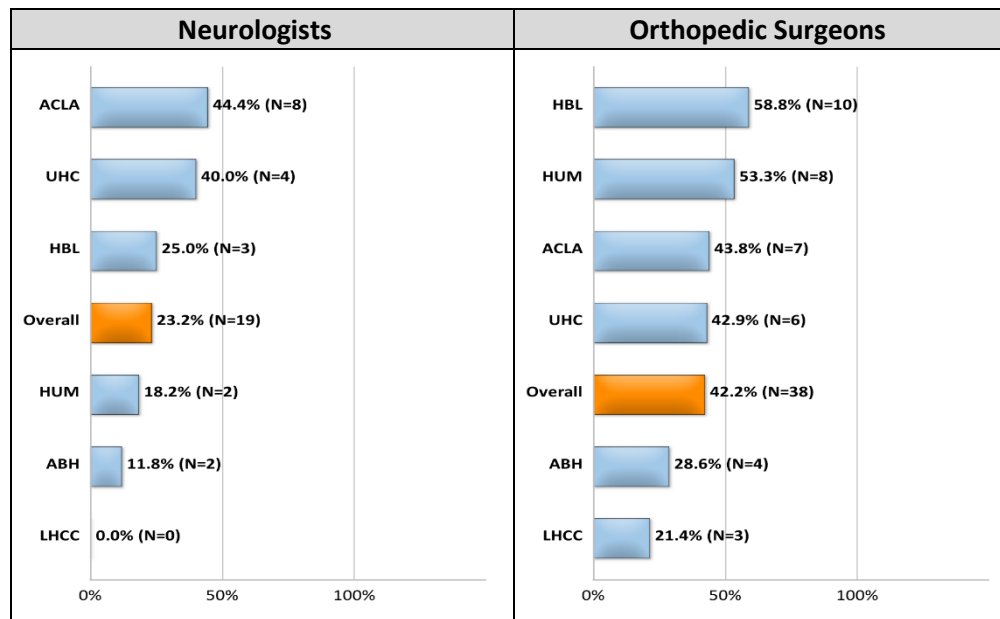 Neurologists
ACLA 44.4% (N=8)
UHC 40.0% (N=4)
HBL 25.0% (N=3)
Overall 23.2% (N=19)
HUM 18.2% (N=2)
ABH 11.8% (N=2)
LHCC 0.0% (N=0)
0% 50% 100%
Orthopedic Surgeons
HBL 58.8% (N=10)
HUM 53.3% (N=8)
ACLA 43.8% (N=7)
UHC 42.9% (N=6)
Overall 42.2% (N=38)
ABH 28.6% (N=4)
LHCC 21.4% (N=3)
0% 50% 100%